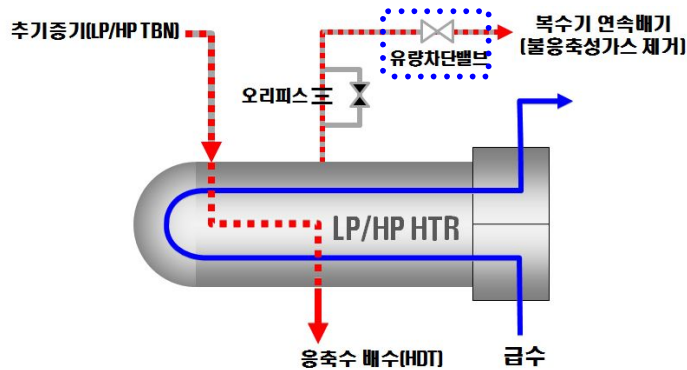 추기증기(LP/HP TBN)
복수기 연속배기
(불응축성가스 제거)
유량차단밸브
오리피스
LP/HP HTR
응축수 배수(HDT)
급수